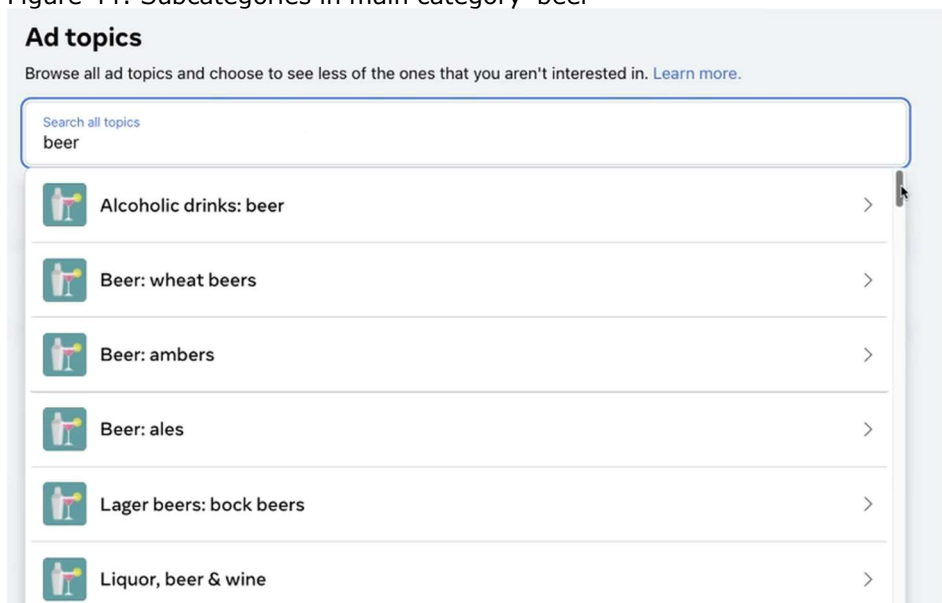 Figure 11: Subcategories in main category 'beer'
Ad topics
Browse all ad topics and choose to see less of the ones that you aren't interested in. Learn more.
Search all topics
beer
Alcoholic drinks: beer
Beer: wheat beers
Beer: ambers
Beer: ales
Lager beers: bock beers
Liquor, beer & wine